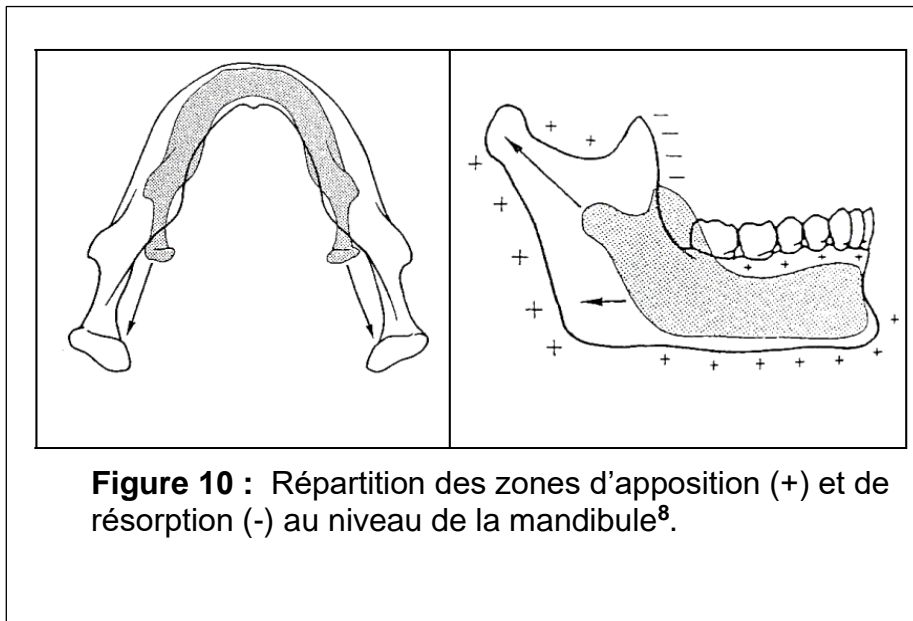 Figure 10 : Répartition des zones d'apposition (+) et de
résorption (-) au niveau de la mandibule⁸.